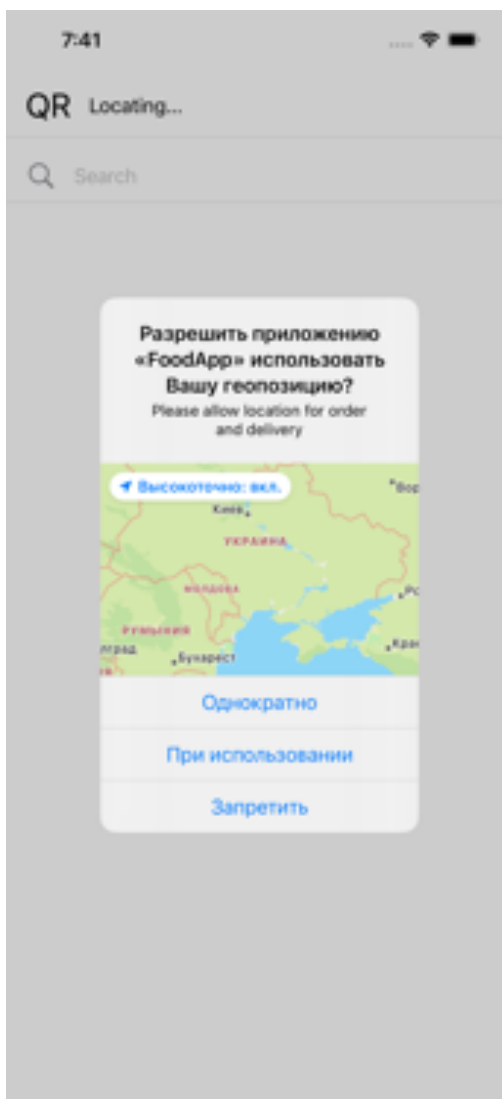 7:41
QR Locating...
Search
Разрешить приложению
«FoodApp» использовать
Вашу геопозицию?
Please allow location for order
and delivery
Высокоточно: вкл.
Киев
УКРАИНА
МОЛДОВА
РУМЫНИЯ
Бухарест
Однократно
При использовании
Запретить